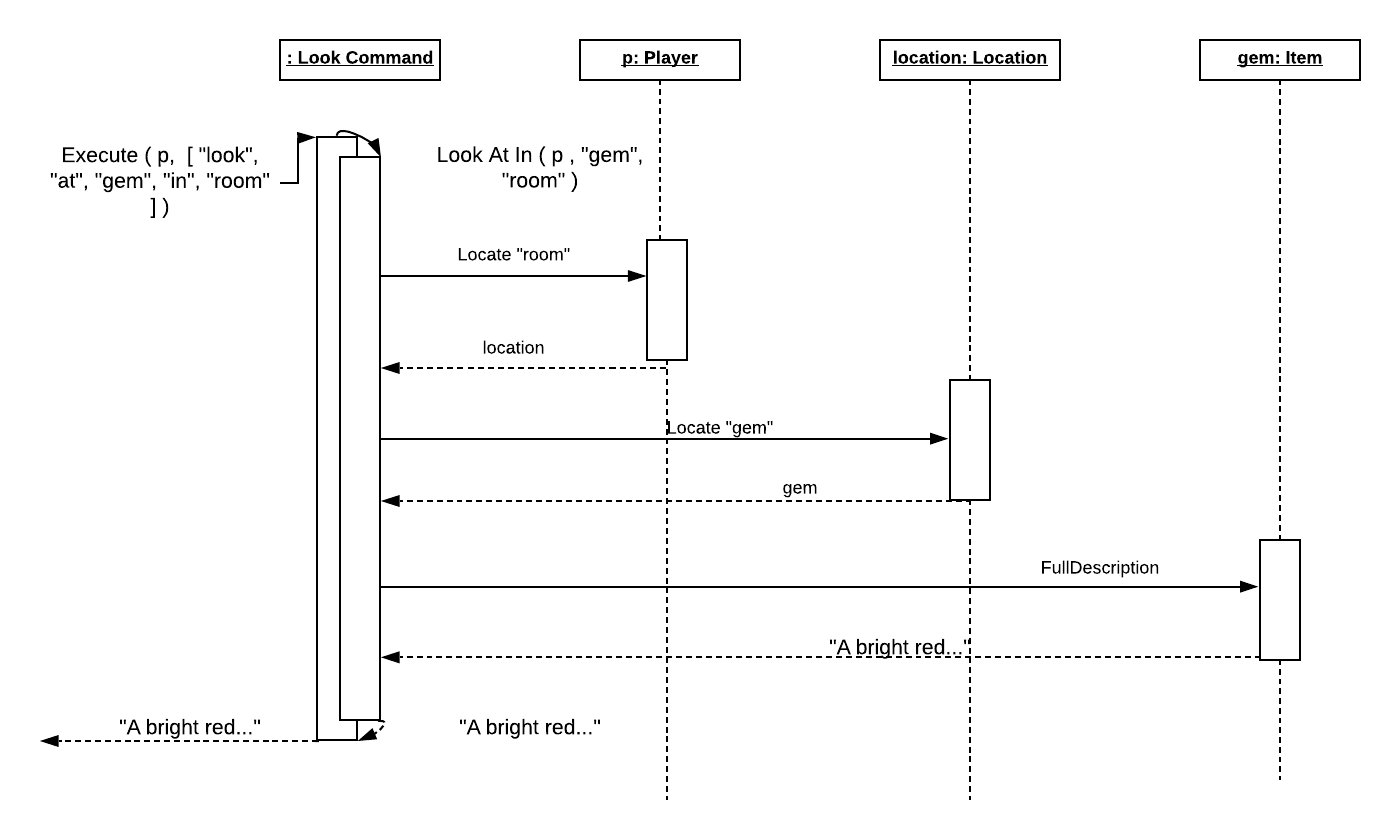 : Look Command
p: Player
location: Location
gem: Item
Execute ( p,  [ "look",
"at", "gem", "in", "room"
] )
Look At In ( p , "gem",
"room" )
Locate "room"
location
Locate "gem"
gem
FullDescription
"A bright red..."
"A bright red..."
"A bright red..."